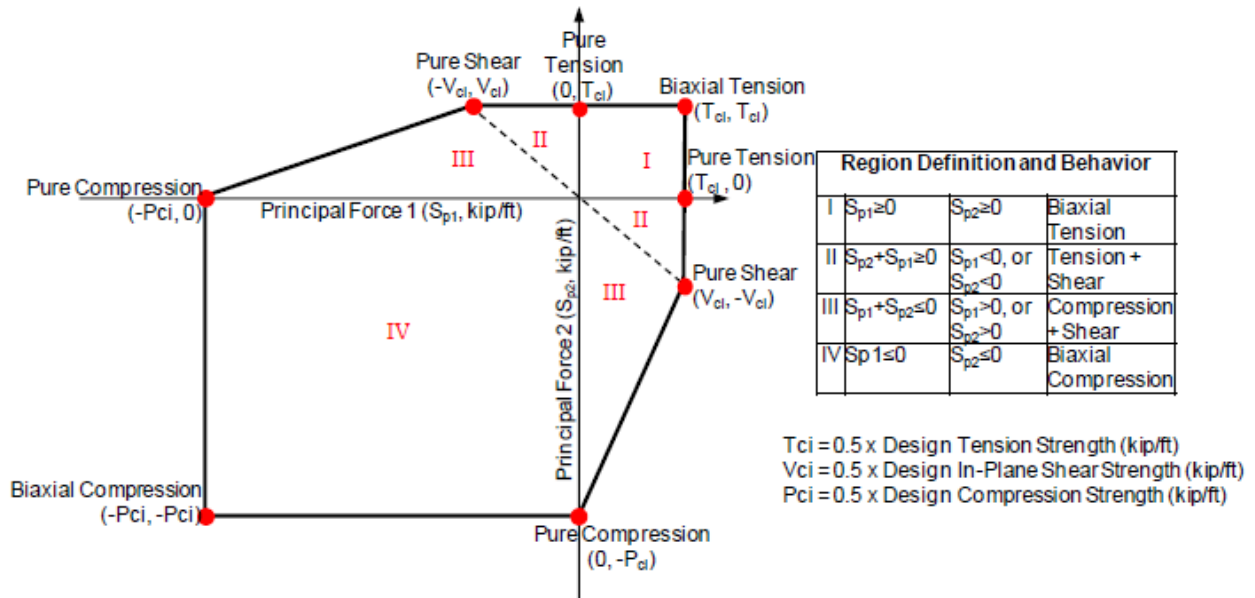 Pure Shear
(-Vcl, Vcl)
Pure
Tension
(0, Tcl)
Biaxial Tension
(Tcl, Tcl)
II
III
I
Pure Tension
(Tcl, 0)
Pure Compression
(-Pci, 0)
Principal Force 1 (Sp1, kip/ft)
II
Principal Force 2 (Sp2, kip/ft)
III
Pure Shear
(Vcl, -Vcl)
IV
Biaxial Compression
(-Pci, -Pci)
Pure Compression
(0, -Pcl)
Region Definition and Behavior
I Sp1≥0 Sp2≥0 Biaxial
Tension
II Sp2+Sp1≥0 Sp1<0, or Tension +
Sp2<0 Shear
III Sp1+Sp2≤0 Sp1>0, or Compression
Sp2>0 + Shear
IV Sp1≤0 Sp2≤0 Biaxial
Compression
Tci = 0.5 x Design Tension Strength (kip/ft)
Vci = 0.5 x Design In-Plane Shear Strength (kip/ft)
Pci = 0.5 x Design Compression Strength (kip/ft)